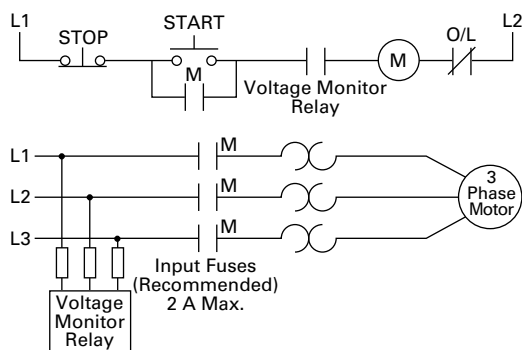 L1
L2
STOP
START
O/L
M
M
Voltage Monitor
Relay
L1
M
L2
M
3
Phase
Motor
L3
M
Input Fuses
(Recommended)
2 A Max.
Voltage
Monitor
Relay